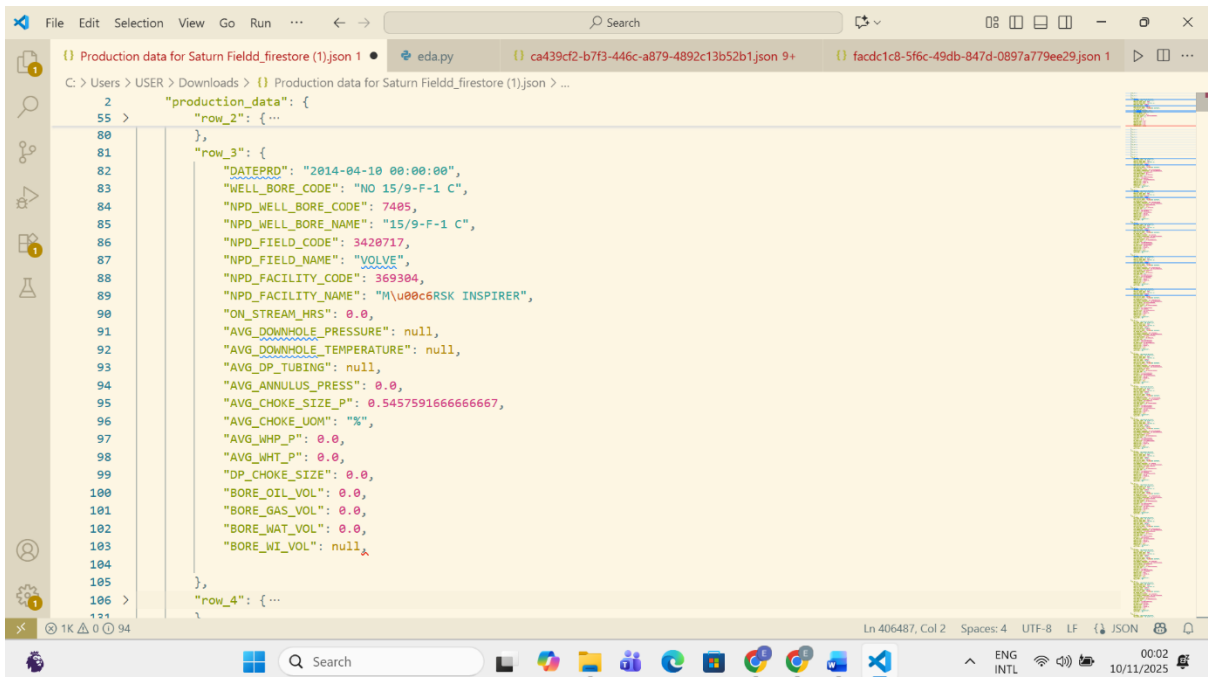 File Edit Selection View Go Run ··· Search
Production data for Saturn Fieldd_firestore (1).json 1 eda.py ca439cf2-b7f3-446c-a879-4892c13b52b1.json 9+ facdc1c8-5f6c-49db-847d-0897a779ee29.json 1
C: > Users > USER > Downloads > {} Production data for Saturn Fieldd_firestore (1).json > ...
2 "production_data": {
55 > "row_2": {···
80 },
81 "row_3": {
82 "DATEPRD": "2014-04-10 00:00:00",
83 "WELL_BORE_CODE": "NO 15/9-F-1 C",
84 "NPD_WELL_BORE_CODE": 7405,
85 "NPD_WELL_BORE_NAME": "15/9-F-1 C",
86 "NPD_FIELD_CODE": 3420717,
87 "NPD_FIELD_NAME": "VOLVE",
88 "NPD_FACILITY_CODE": 369304,
89 "NPD_FACILITY_NAME": "M\u00c6RSK INSPIRER",
90 "ON_STREAM_HRS": 0.0,
91 "AVG_DOWNHOLE_PRESSURE": null,
92 "AVG_DOWNHOLE_TEMPERATURE": null,
93 "AVG_DP_TUBING": null,
94 "AVG_ANNULUS_PRESS": 0.0,
95 "AVG_CHOKE_SIZE_P": 0.5457591666666667,
96 "AVG_CHOKE_UOM": "%",
97 "AVG_WHP_P": 0.0,
98 "AVG_WHT_P": 0.0,
99 "DP_CHOKE_SIZE": 0.0,
100 "BORE_OIL_VOL": 0.0,
101 "BORE_GAS_VOL": 0.0,
102 "BORE_WAT_VOL": 0.0,
103 "BORE_WI_VOL": null,
104
105 },
106 > "row_4": {···
131 }
1K 0 94 Ln 406487, Col 2 Spaces: 4 UTF-8 LF {} JSON
Search ENG INTL 00:02 10/11/2025